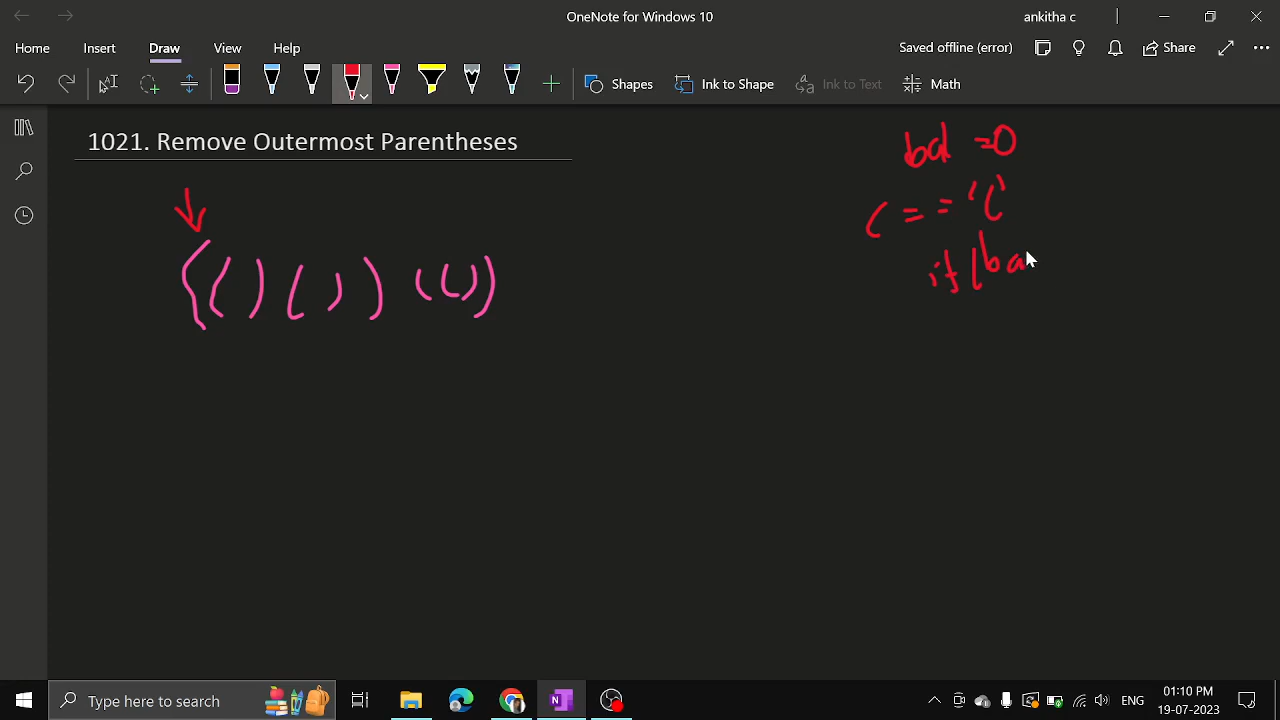 OneNote for Windows 10
ankitha c
Home Insert Draw View Help
Saved offline (error)
Share
Shapes
Ink to Shape
Ink to Text
Math
1021. Remove Outermost Parentheses
bal =0
c == '('
if (ba
(()())(())
Type here to search
N
ENG
01:10 PM
19-07-2023